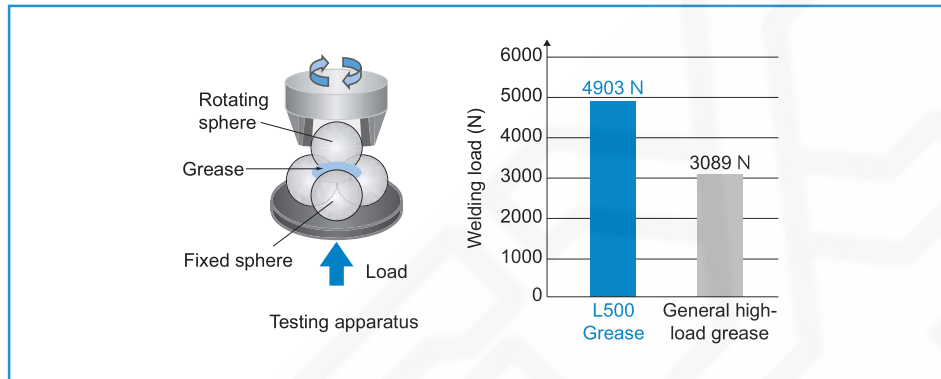 Rotating
sphere
Grease
Fixed sphere
Load
Testing apparatus
Welding load (N)
6000
5000
4000
3000
2000
1000
0
4903 N
3089 N
L500
Grease
General high-
load grease